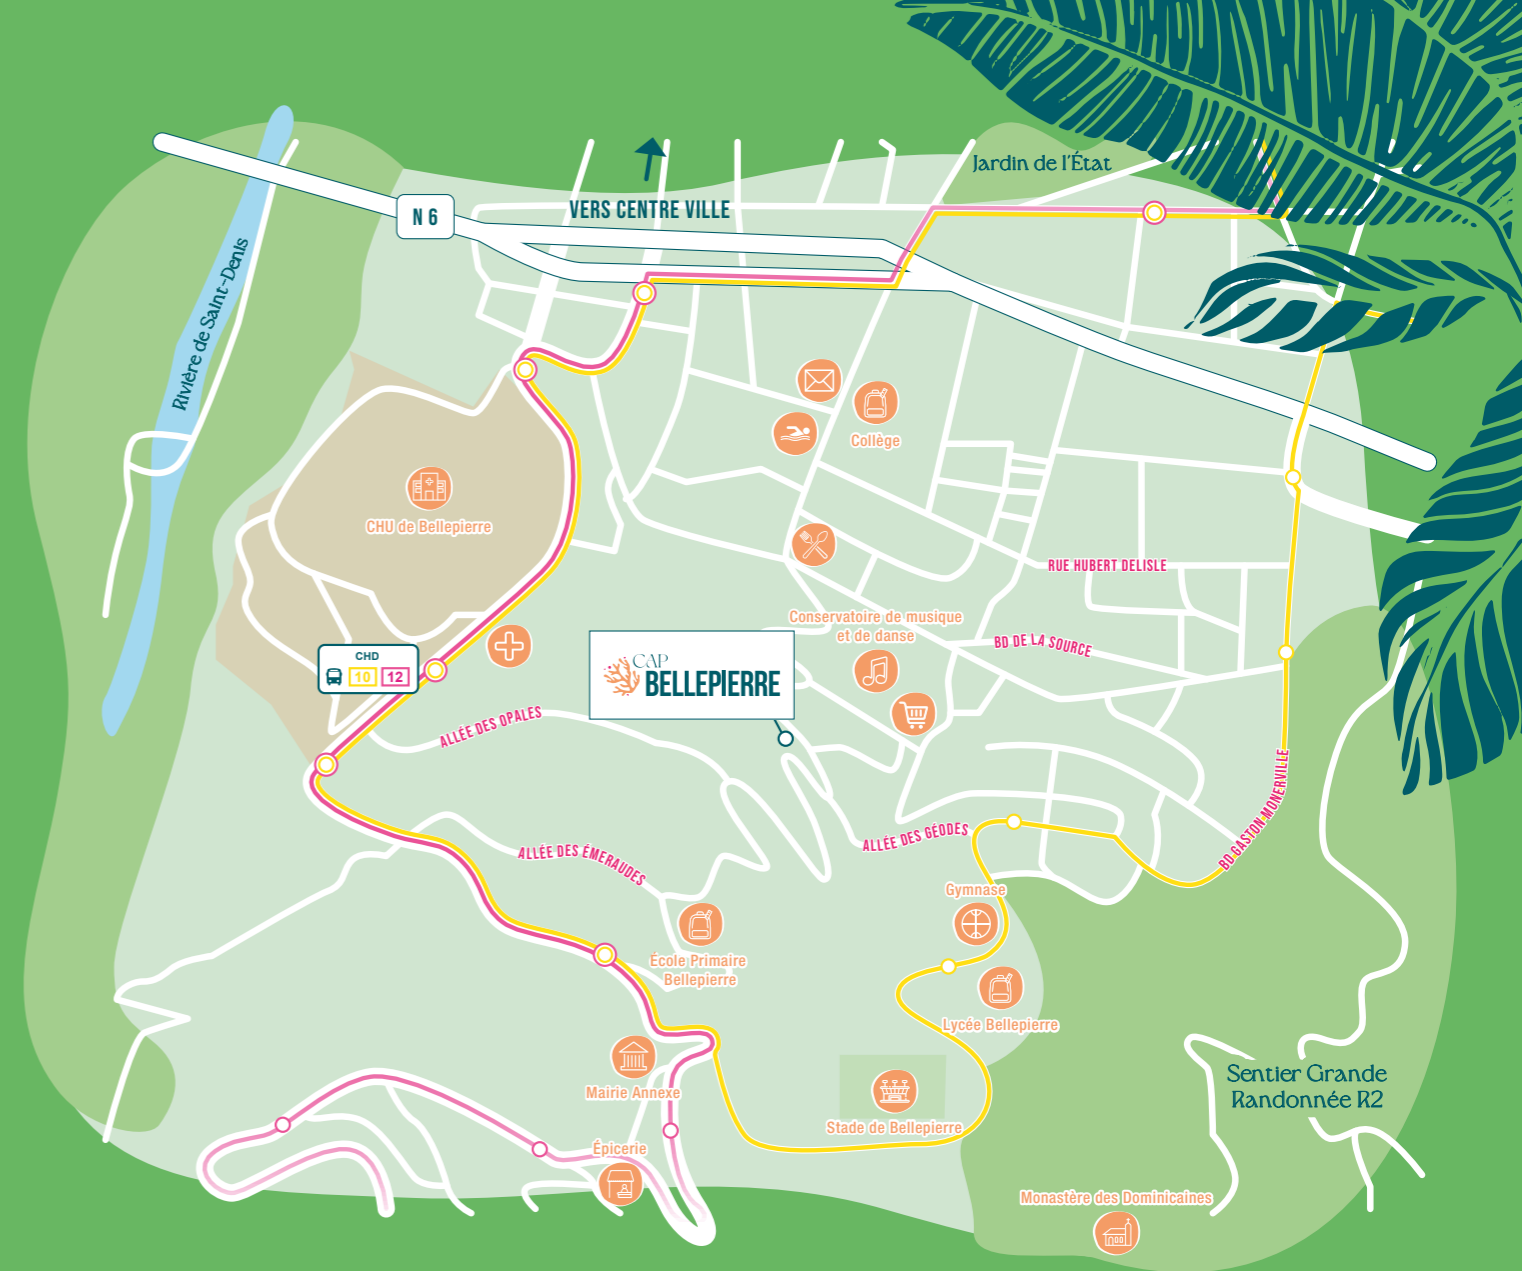 Jardin de l'État
VERS CENTRE VILLE
N 6
Rivière de Saint-Denis
Collège
CHU de Bellepierre
RUE HUBERT DELISLE
Conservatoire de musique
et de danse
BD DE LA SOURCE
CHD
10 12
CAP
BELLEPIERRE
ALLÉE DES OPALES
BD GASTON MONERVILLE
ALLÉE DES GÉODES
ALLÉE DES ÉMERAUDES
Gymnase
École Primaire
Bellepierre
Lycée Bellepierre
Mairie Annexe
Sentier Grande
Randonnée R2
Stade de Bellepierre
Épicerie
Monastère des Dominicaines